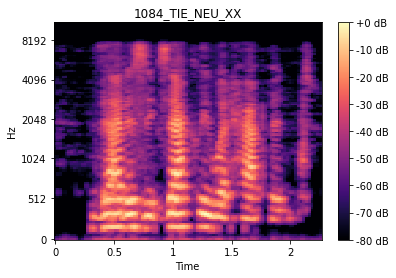 1084_TIE_NEU_XX
8192
4096
2048
1024
512
0
Hz
0
0.5
1
1.5
2
Time
+0 dB
-10 dB
-20 dB
-30 dB
-40 dB
-50 dB
-60 dB
-70 dB
-80 dB